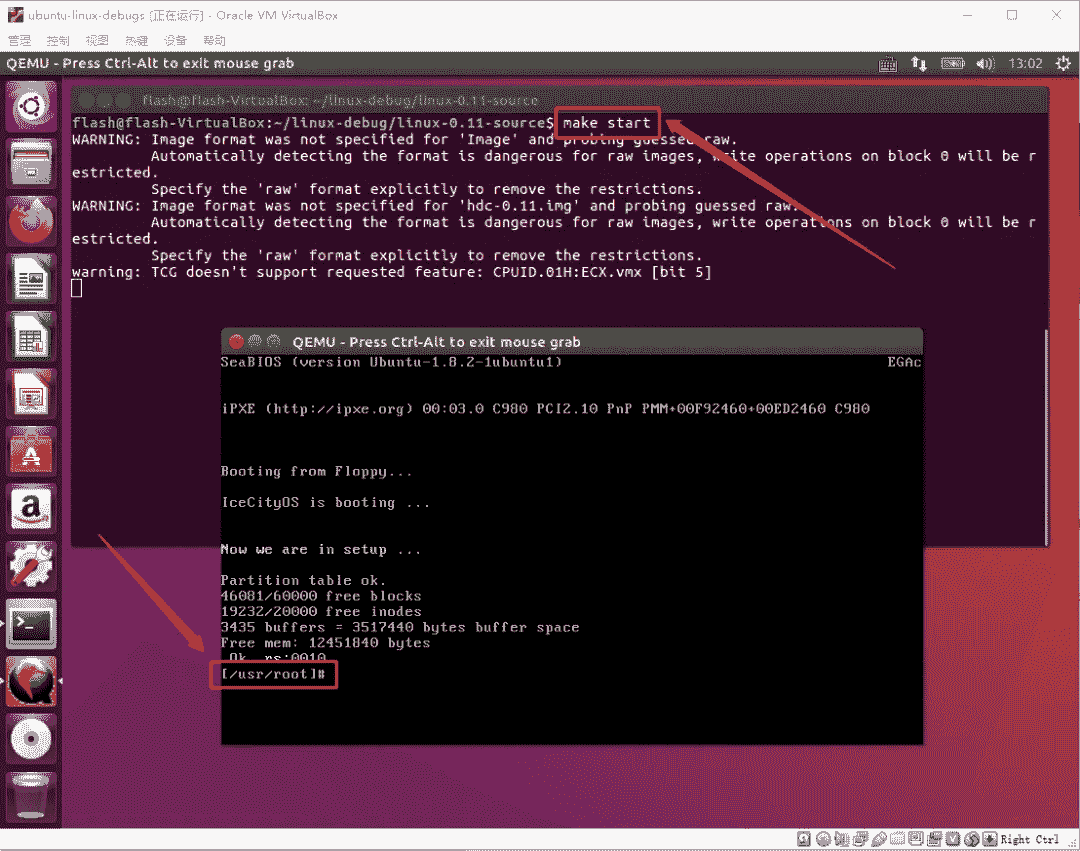 ubuntu-linux-debugs [正在运行] - Oracle VM VirtualBox
管理 控制 视图 热键 设备 帮助
QEMU - Press Ctrl-Alt to exit mouse grab
13:02
flash@flash-VirtualBox: ~/linux-debug/linux-0.11-source
flash@flash-VirtualBox:~/linux-debug/linux-0.11-source$ make start
WARNING: Image format was not specified for 'Image' and probing guessed raw.
Automatically detecting the format is dangerous for raw images, write operations on block 0 will be r
estricted.
Specify the 'raw' format explicitly to remove the restrictions.
WARNING: Image format was not specified for 'hdc-0.11.img' and probing guessed raw.
Automatically detecting the format is dangerous for raw images, write operations on block 0 will be r
estricted.
Specify the 'raw' format explicitly to remove the restrictions.
warning: TCG doesn't support requested feature: CPUID.01H:ECX.vmx [bit 5]
QEMU - Press Ctrl-Alt to exit mouse grab
SeaBIOS (version Ubuntu-1.8.2-1ubuntu1) EGAc
iPXE (http://ipxe.org) 00:03.0 C980 PCI2.10 PnP PMM+00F92460+00ED2460 C980
Booting from Floppy...
IceCityOS is booting ...
Now we are in setup ...
Partition table ok.
46081/60000 free blocks
19232/20000 free inodes
3435 buffers = 3517440 bytes buffer space
Free mem: 12451840 bytes
Ok. rs:0010
[/usr/root]#
Right Ctrl